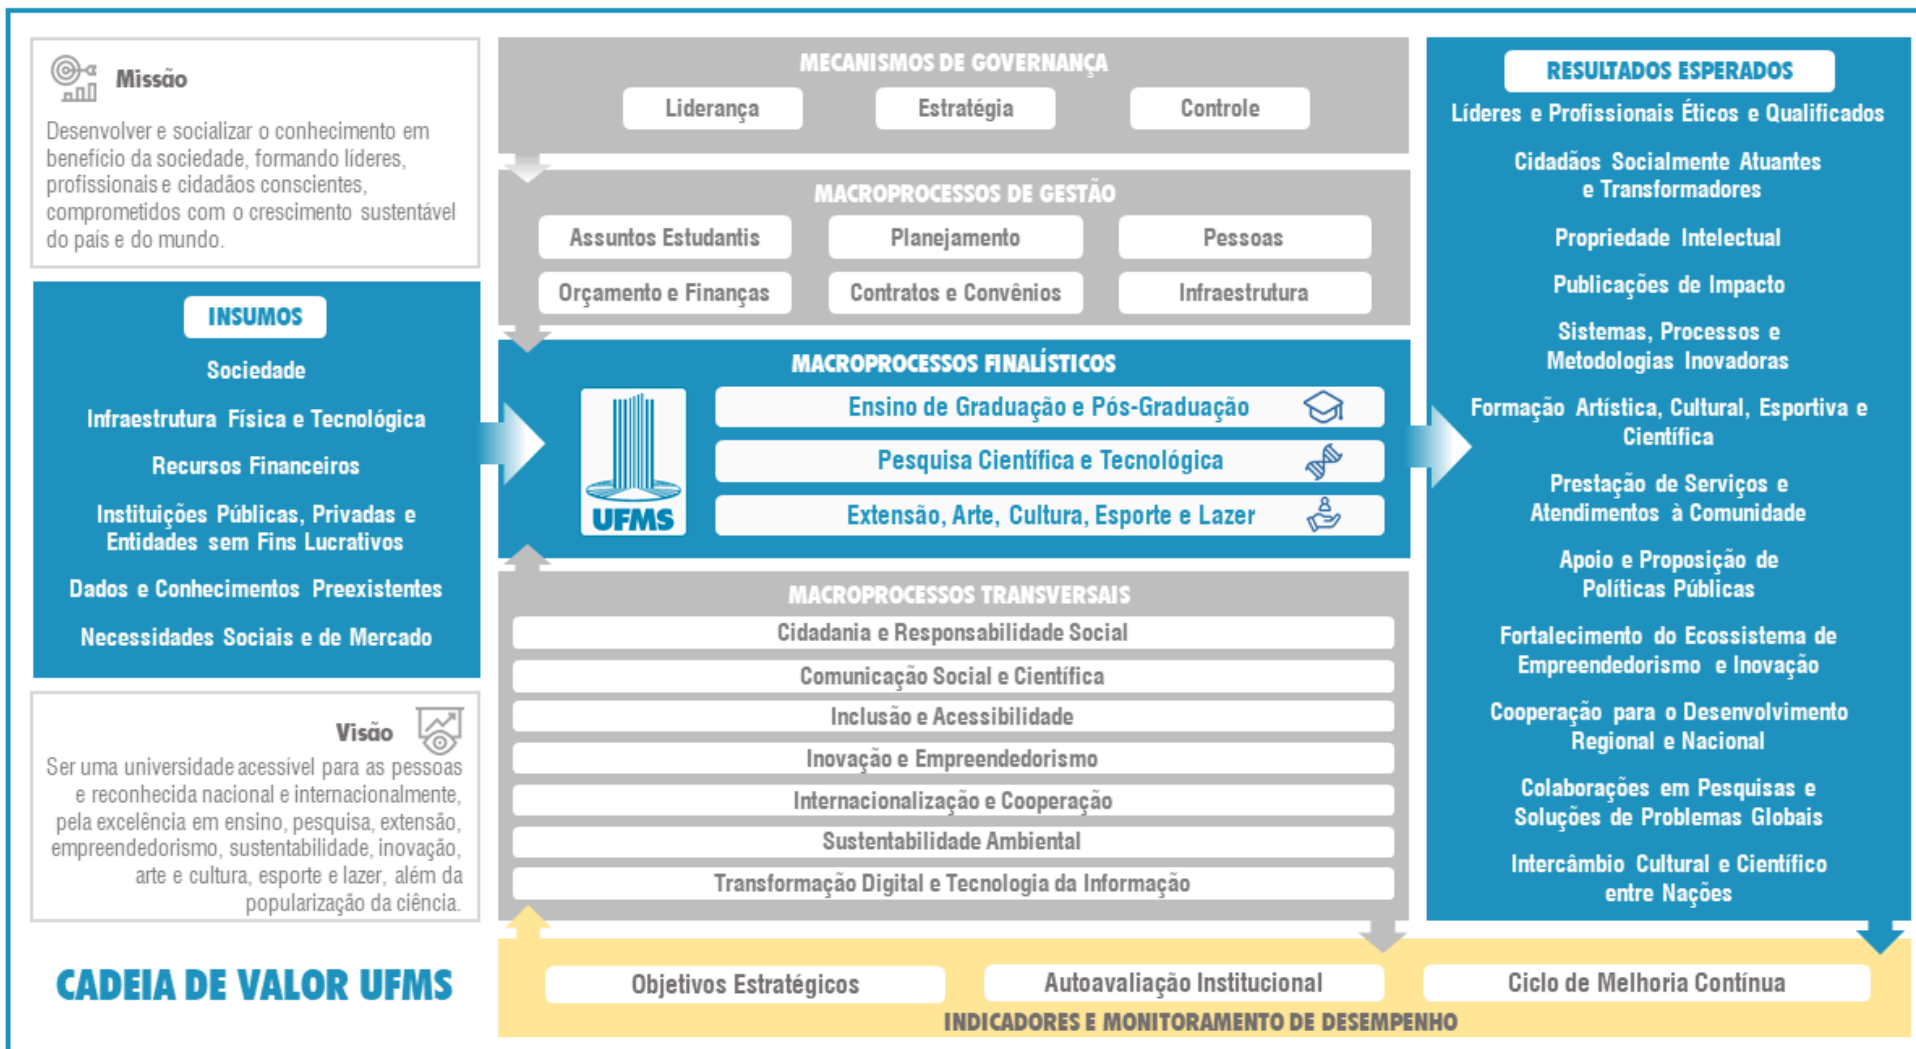 Missão
Desenvolver e socializar o conhecimento em
benefício da sociedade, formando líderes,
profissionais e cidadãos conscientes,
comprometidos com o crescimento sustentável
do país e do mundo.
INSUMOS
Sociedade
Infraestrutura Física e Tecnológica
Recursos Financeiros
Instituições Públicas, Privadas e
Entidades sem Fins Lucrativos
Dados e Conhecimentos Preexistentes
Necessidades Sociais e de Mercado
Visão
Ser uma universidade acessível para as pessoas
e reconhecida nacional e internacionalmente,
pela excelência em ensino, pesquisa, extensão,
empreendedorismo, sustentabilidade, inovação,
arte e cultura, esporte e lazer, além da
popularização da ciência.
CADEIA DE VALOR UFMS
MECANISMOS DE GOVERNANÇA
Liderança
Estratégia
Controle
MACROPROCESSOS DE GESTÃO
Assuntos Estudantis
Planejamento
Pessoas
Orçamento e Finanças
Contratos e Convênios
Infraestrutura
MACROPROCESSOS FINALÍSTICOS
UFMS
Ensino de Graduação e Pós-Graduação
Pesquisa Científica e Tecnológica
Extensão, Arte, Cultura, Esporte e Lazer
MACROPROCESSOS TRANSVERSAIS
Cidadania e Responsabilidade Social
Comunicação Social e Científica
Inclusão e Acessibilidade
Inovação e Empreendedorismo
Internacionalização e Cooperação
Sustentabilidade Ambiental
Transformação Digital e Tecnologia da Informação
RESULTADOS ESPERADOS
Líderes e Profissionais Éticos e Qualificados
Cidadãos Socialmente Atuantes
e Transformadores
Propriedade Intelectual
Publicações de Impacto
Sistemas, Processos e
Metodologias Inovadoras
Formação Artística, Cultural, Esportiva e
Científica
Prestação de Serviços e
Atendimentos à Comunidade
Apoio e Proposição de
Políticas Públicas
Fortalecimento do Ecossistema de
Empreendedorismo e Inovação
Cooperação para o Desenvolvimento
Regional e Nacional
Colaborações em Pesquisas e
Soluções de Problemas Globais
Intercâmbio Cultural e Científico
entre Nações
Objetivos Estratégicos
Autoavaliação Institucional
Ciclo de Melhoria Contínua
INDICADORES E MONITORAMENTO DE DESEMPENHO